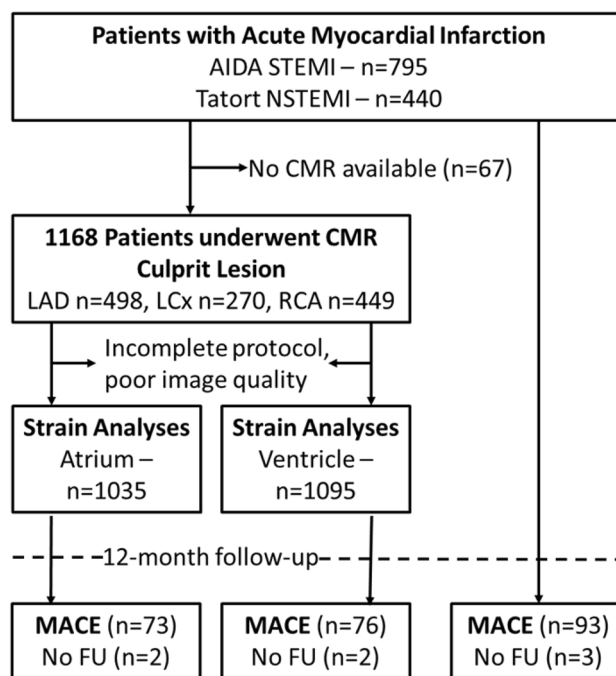 Patients with Acute Myocardial Infarction
AIDA STEMI – n=795
Tatort NSTEMI – n=440
No CMR available (n=67)
1168 Patients underwent CMR
Culprit Lesion
LAD n=498, LCx n=270, RCA n=449
Incomplete protocol,
poor image quality
Strain Analyses
Atrium –
n=1035
Strain Analyses
Ventricle –
n=1095
12-month follow-up
MACE (n=73)
No FU (n=2)
MACE (n=76)
No FU (n=2)
MACE (n=93)
No FU (n=3)